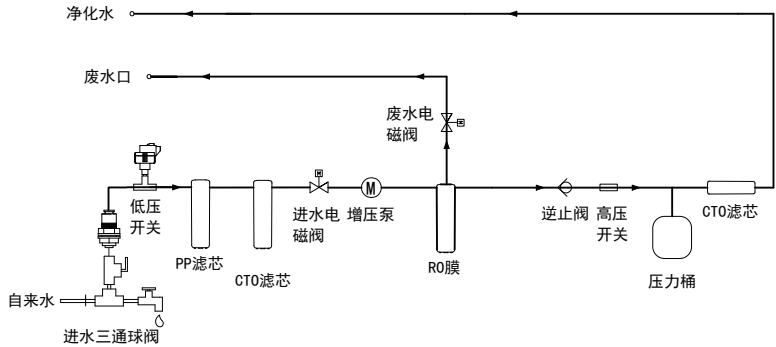 净化水
废水口
废水电
磁阀
低压
开关
进水电
磁阀
增压泵
M
逆止阀
高压
开关
CTO滤芯
PP滤芯
CTO滤芯
RO膜
压力桶
自来水
进水三通球阀